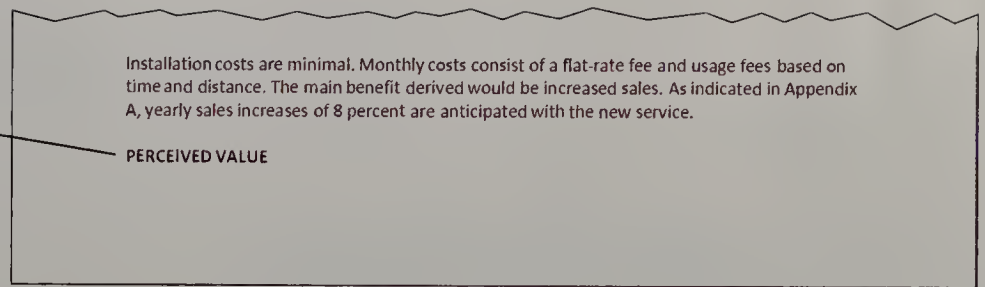 Installation costs are minimal. Monthly costs consist of a flat-rate fee and usage fees based on
time and distance. The main benefit derived would be increased sales. As indicated in Appendix
A, yearly sales increases of 8 percent are anticipated with the new service.
PERCEIVED VALUE